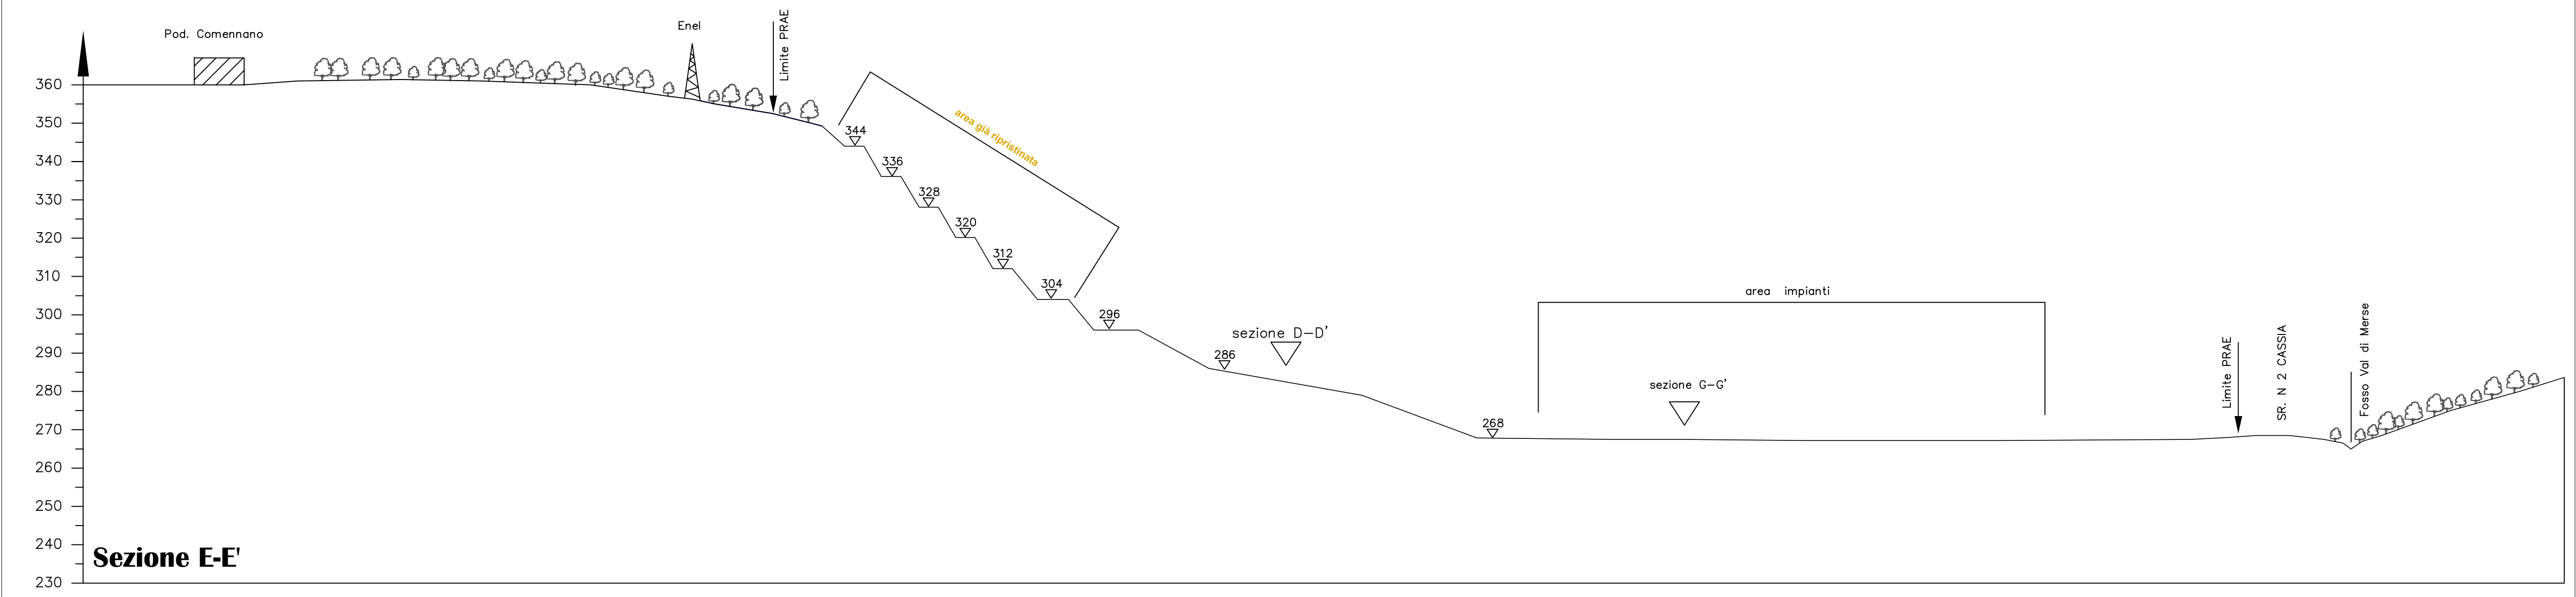 Pod. Comennano
Enel
Limite PRAE
area già ripristinata
360
350
340
330
320
310
300
290
280
270
260
250
240
230
344
336
328
320
312
304
296
286
sezione D-D'
268
area impianti
sezione G-G'
Limite PRAE
SR. N 2 CASSIA
Fosso Val di Merse
Sezione E-E'